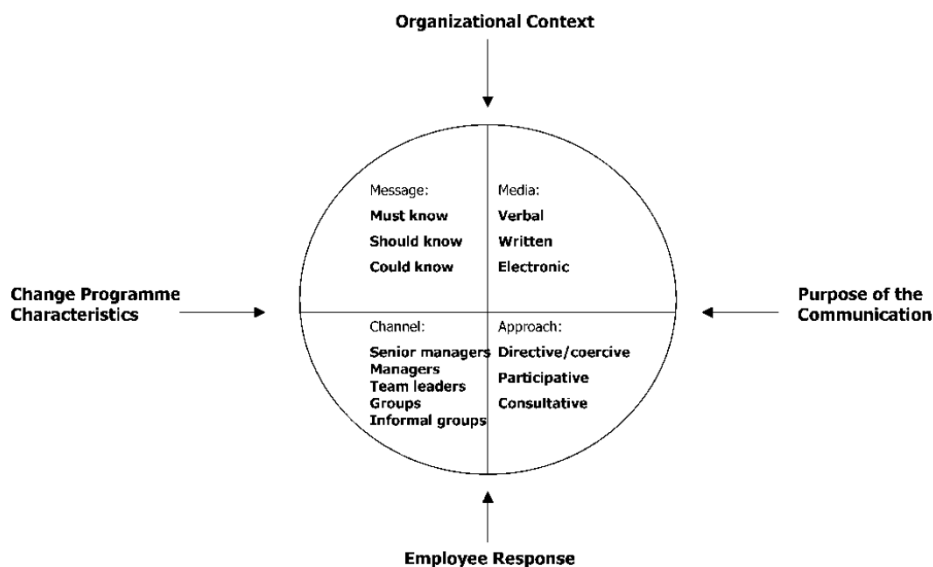 Organizational Context
Message:
Must know
Should know
Could know
Media:
Verbal
Written
Electronic
Change Programme
Characteristics
Purpose of the
Communication
Channel:
Senior managers
Managers
Team leaders
Groups
Informal groups
Approach:
Directive/coercive
Participative
Consultative
Employee Response